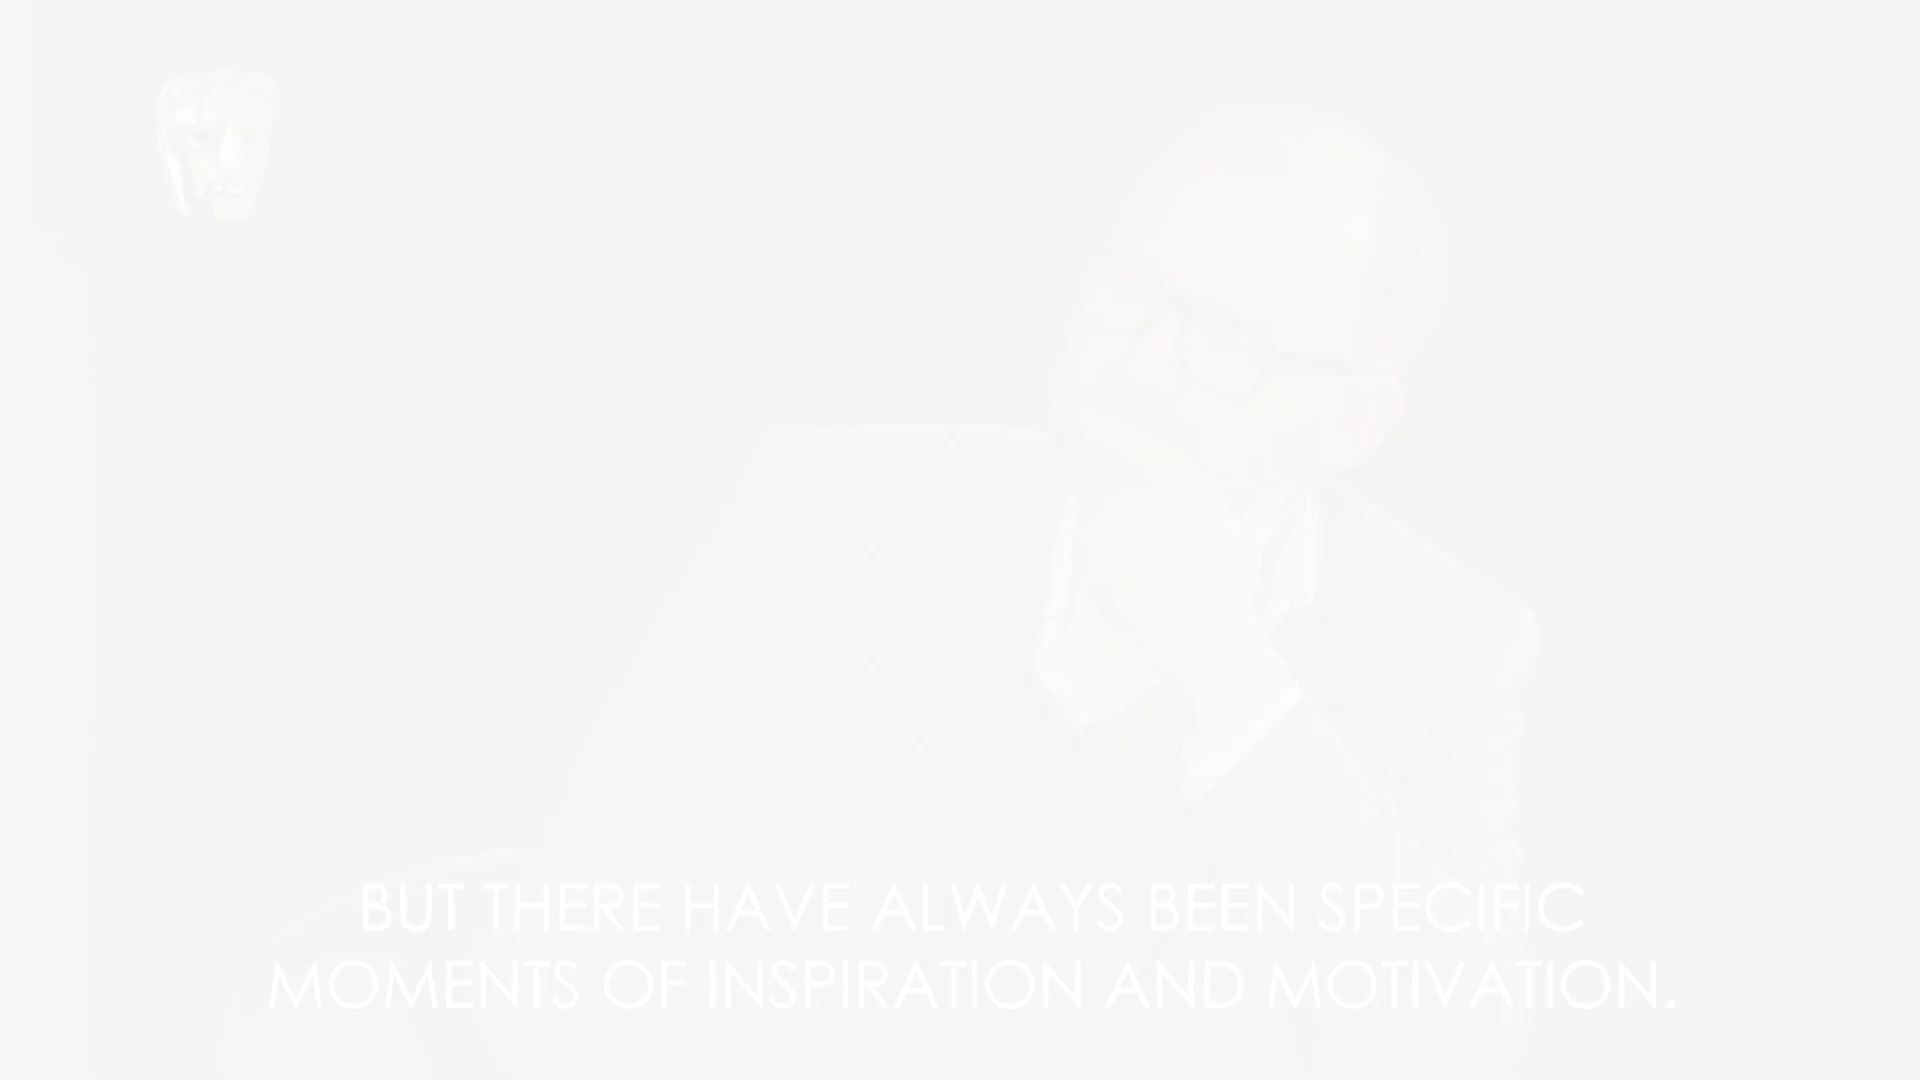 BUT THERE HAVE ALWAYS BEEN SPECIFIC
MOMENTS OF INSPIRATION AND MOTIVATION.